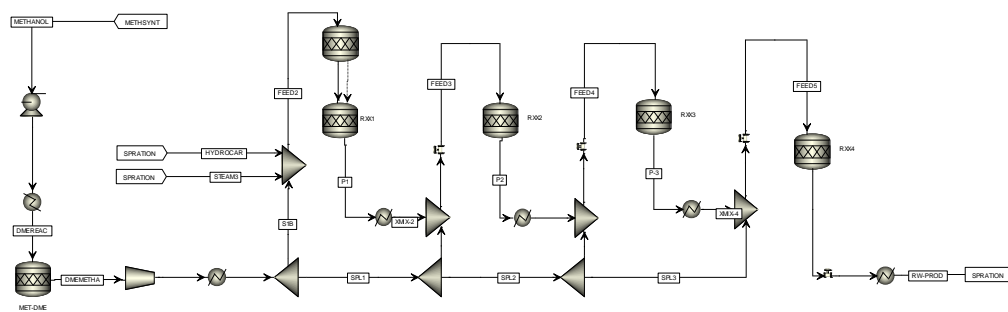 METHANOL
METHSYNT
FEED2
FEED3
FEED4
FEED5
RXX1
RXX2
RXX3
RXX4
SPRATION
HYDROCAR
SPRATION
STEAM3
P1
P2
P-3
XMIX-2
XMIX-4
S1B
DMEREAC
DMEMETHA
SPL1
SPL2
SPL3
RW-PROD
SPRATION
MET-DME